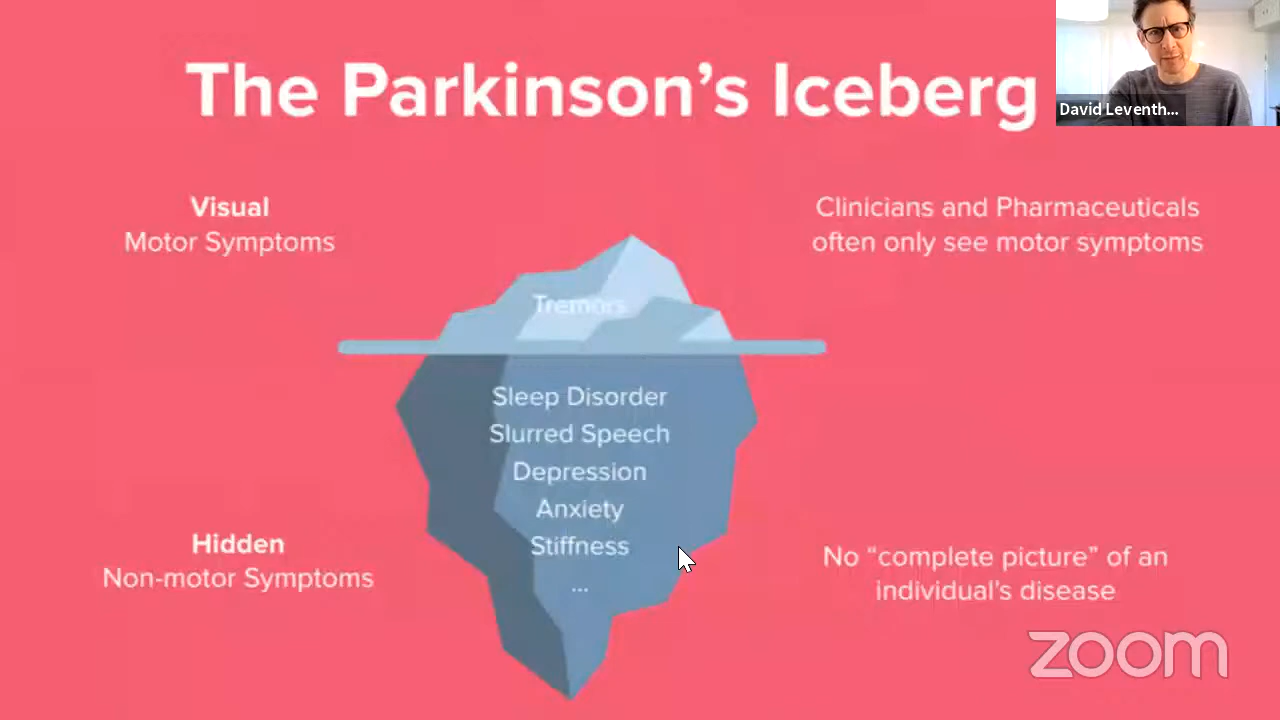 The Parkinson's Iceberg
David Leventh...
Visual
Motor Symptoms
Clinicians and Pharmaceuticals
often only see motor symptoms
Tremors
Sleep Disorder
Slurred Speech
Depression
Anxiety
Stiffness
...
Hidden
Non-motor Symptoms
No “complete picture” of an
individual's disease
zoom